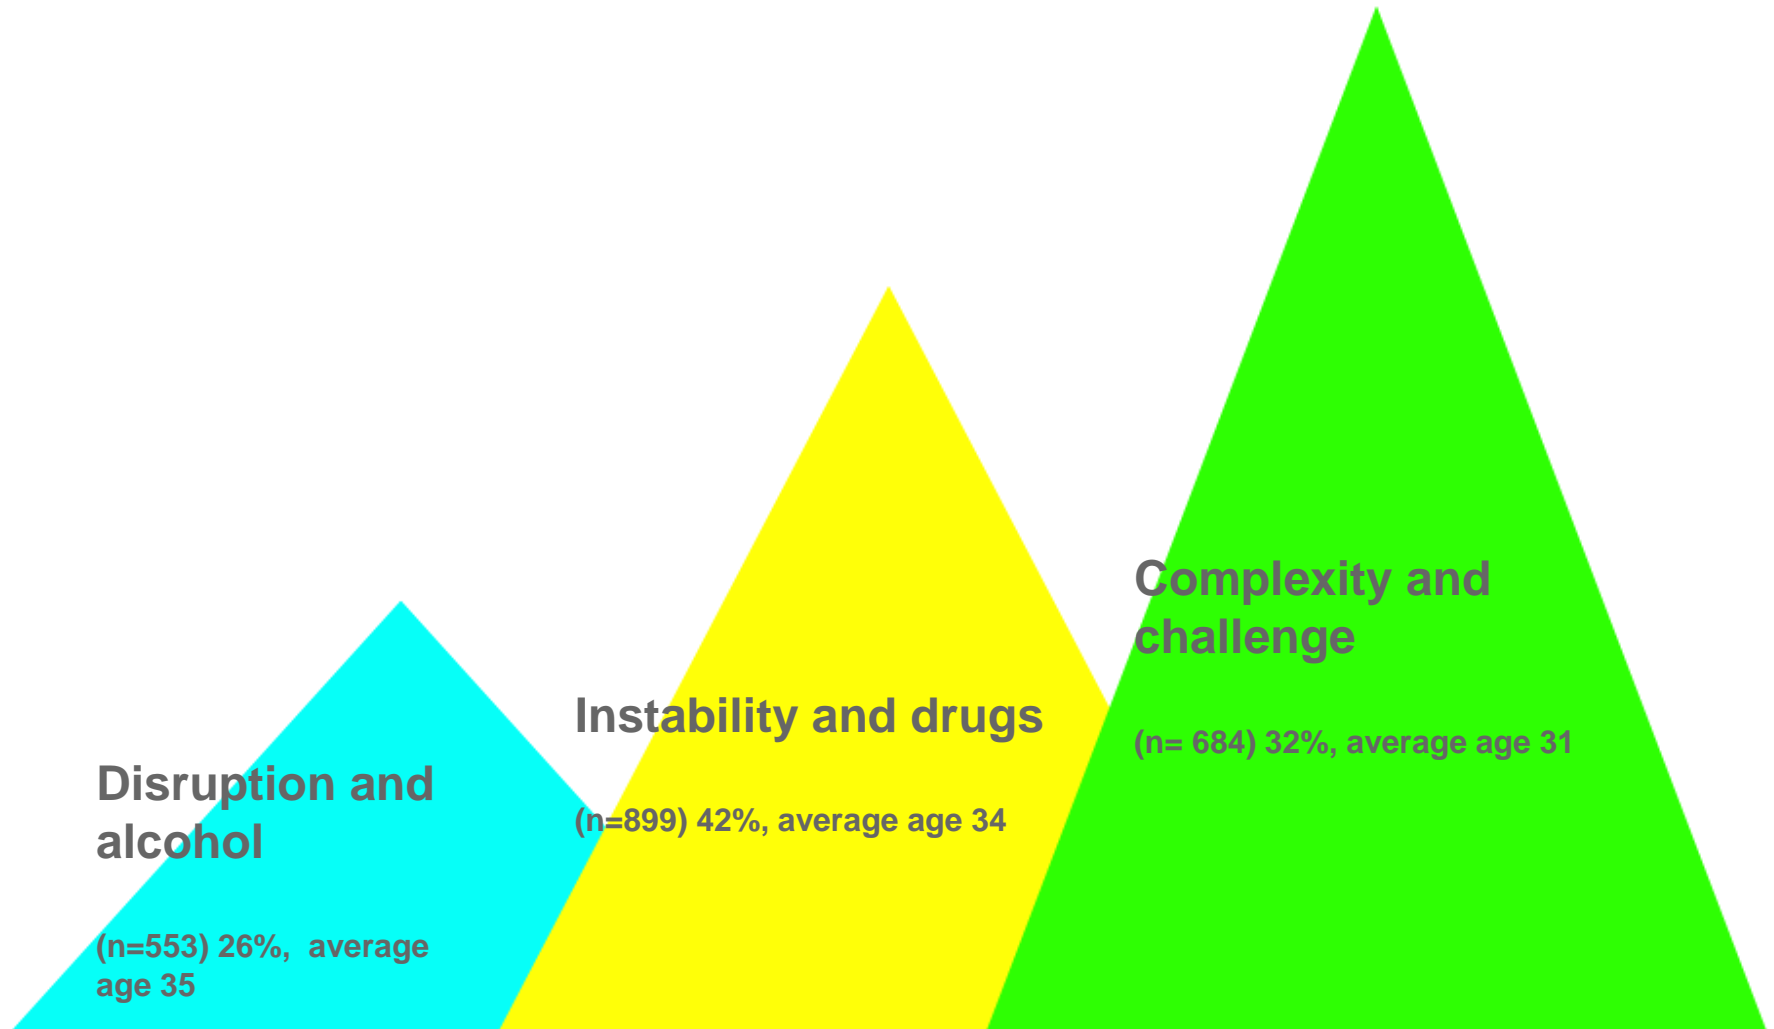 Disruption and
alcohol
(n=553) 26%,  average
age 35
Instability and drugs
(n=899) 42%, average age 34
Complexity and
challenge
(n= 684) 32%, average age 31